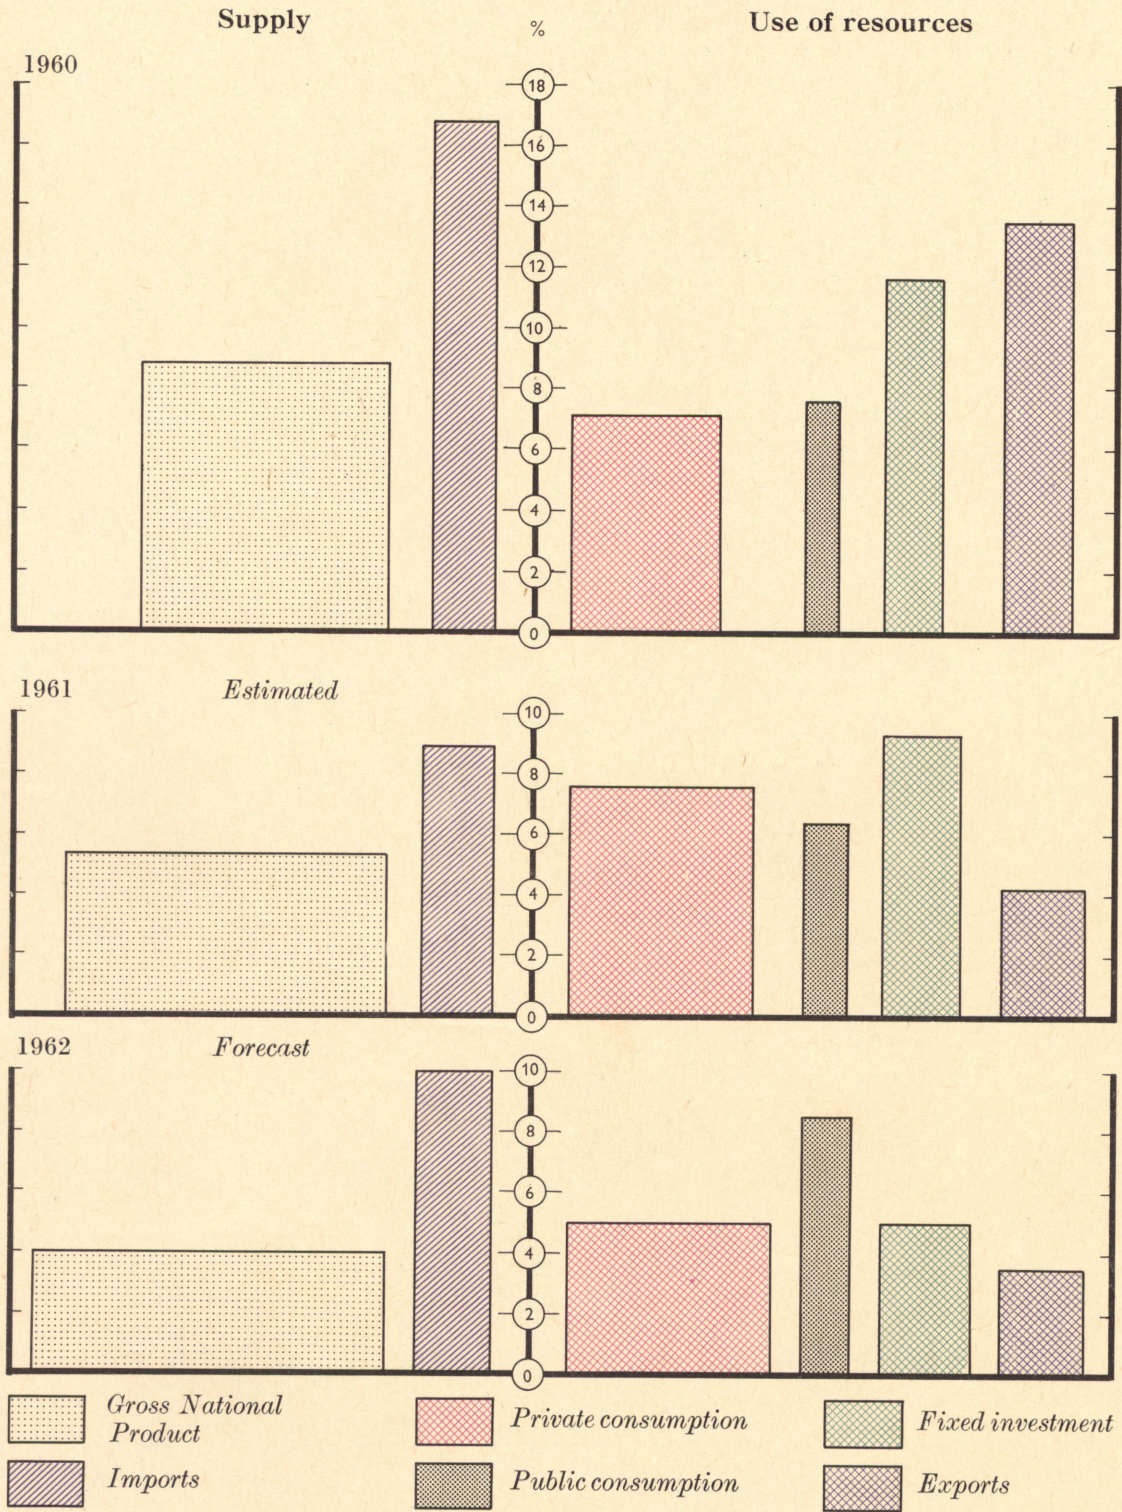 Supply
%
Use of resources
1960
18
16
14
12
10
8
6
4
2
0
1961
Estimated
10
8
6
4
2
0
1962
Forecast
10
8
6
4
2
0
Gross National
Product
Private consumption
Fixed investment
Imports
Public consumption
Exports